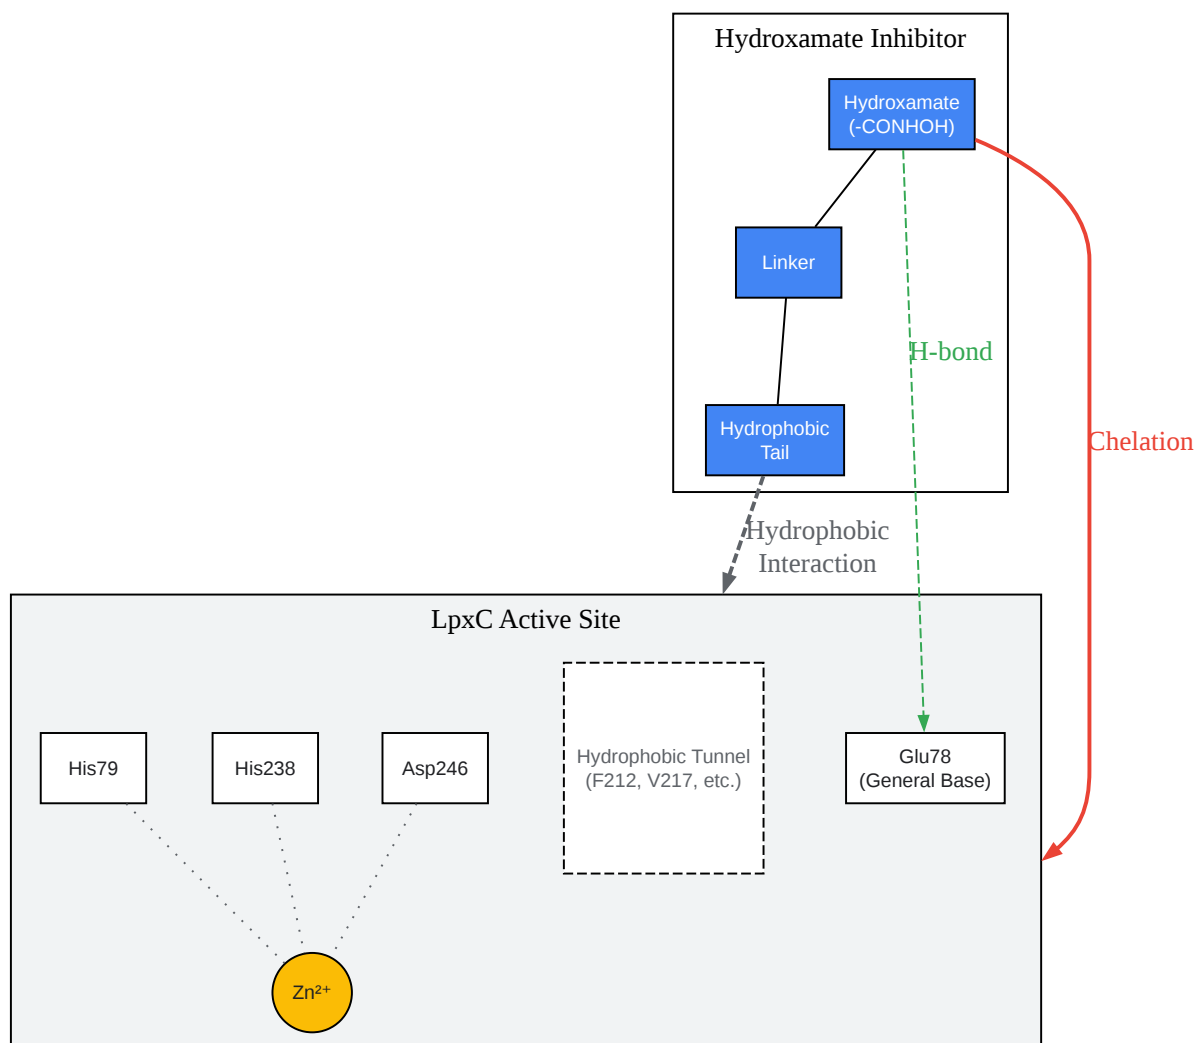 Hydroxamate Inhibitor
Hydroxamate
(-CONHOH)
Linker
H-bond
Hydrophobic
Tail
Chelation
Hydrophobic
Interaction
LpxC Active Site
His79
His238
Asp246
Hydrophobic Tunnel
(F212, V217, etc.)
Glu78
(General Base)
Zn²⁺